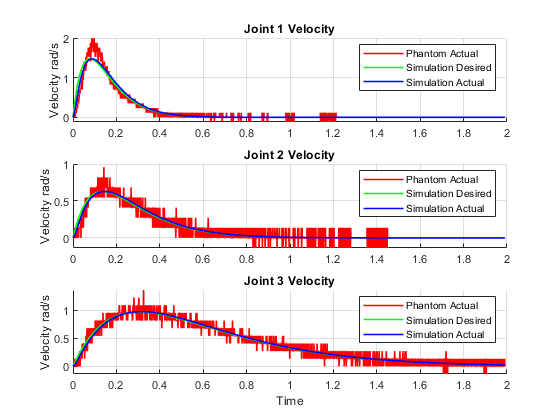 Joint 1 Velocity
Velocity rad/s
2
1
0
Phantom Actual
Simulation Desired
Simulation Actual
0 0.2 0.4 0.6 0.8 1 1.2 1.4 1.6 1.8 2
Joint 2 Velocity
Velocity rad/s
1
0.5
0
Phantom Actual
Simulation Desired
Simulation Actual
0 0.2 0.4 0.6 0.8 1 1.2 1.4 1.6 1.8 2
Joint 3 Velocity
Velocity rad/s
1
0.5
0
Phantom Actual
Simulation Desired
Simulation Actual
0 0.2 0.4 0.6 0.8 1 1.2 1.4 1.6 1.8 2
Time